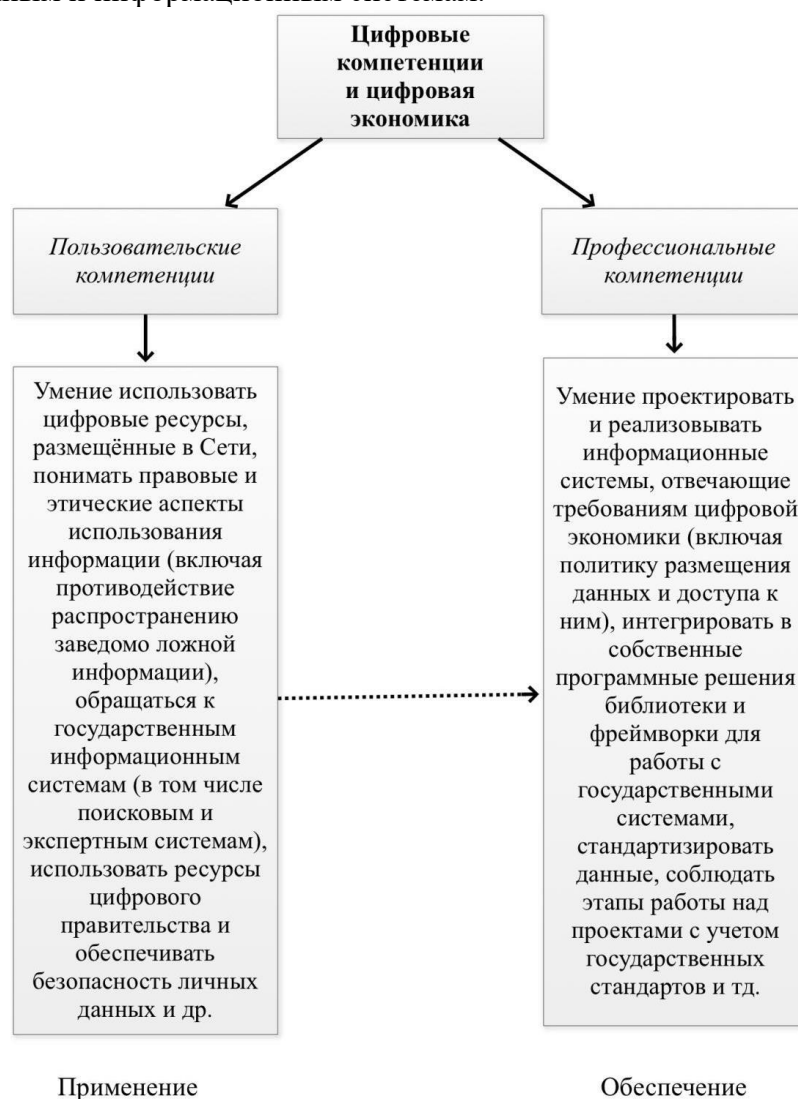 Цифровые
компетенции
и цифровая
экономика
Пользовательские
компетенции
Профессиональные
компетенции
Умение использовать
цифровые ресурсы,
размещённые в Сети,
понимать правовые и
этические аспекты
использования
информации (включая
противодействие
распространению
заведомо ложной
информации),
обращаться к
государственным
информационным
системам (в том числе
поисковым и
экспертным системам),
использовать ресурсы
цифрового
правительства и
обеспечивать
безопасность личных
данных и др.
Умение проектировать
и реализовывать
информационные
системы, отвечающие
требованиям цифровой
экономики (включая
политику размещения
данных и доступа к
ним), интегрировать в
собственные
программные решения
библиотеки и
фреймворки для
работы с
государственными
системами,
стандартизировать
данные, соблюдать
этапы работы над
проектами с учетом
государственных
стандартов и тд.
Применение
Обеспечение